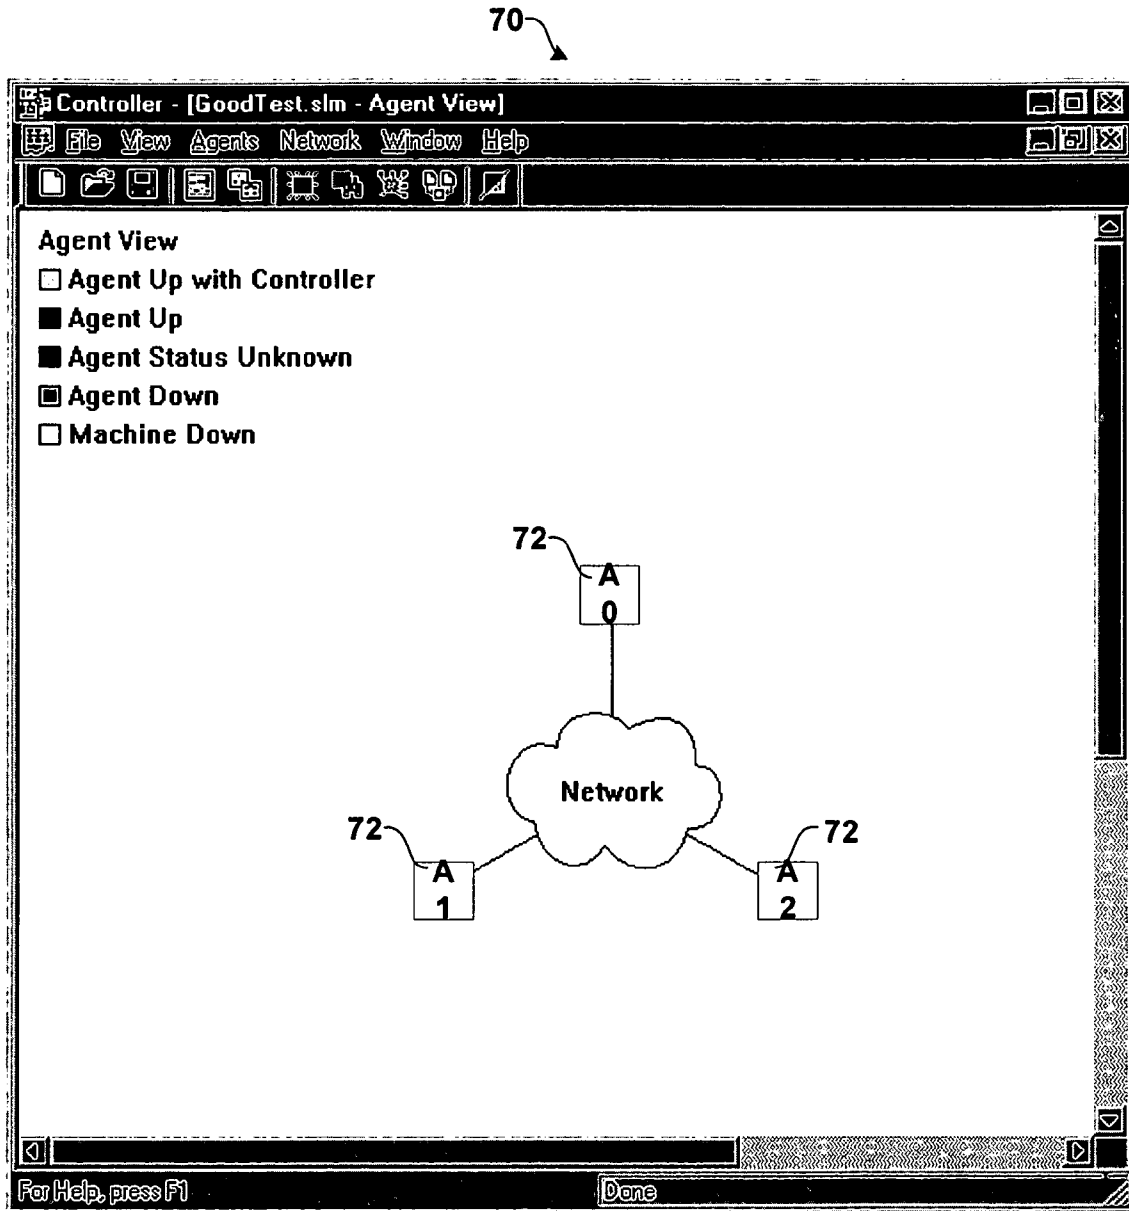 70
Controller - [GoodTest.slm - Agent View]
File View Agents Network Window Help
Agent View
Agent Up with Controller
Agent Up
Agent Status Unknown
Agent Down
Machine Down
72
A
0
Network
72
A
1
72
A
2
For Help, press F1
Done